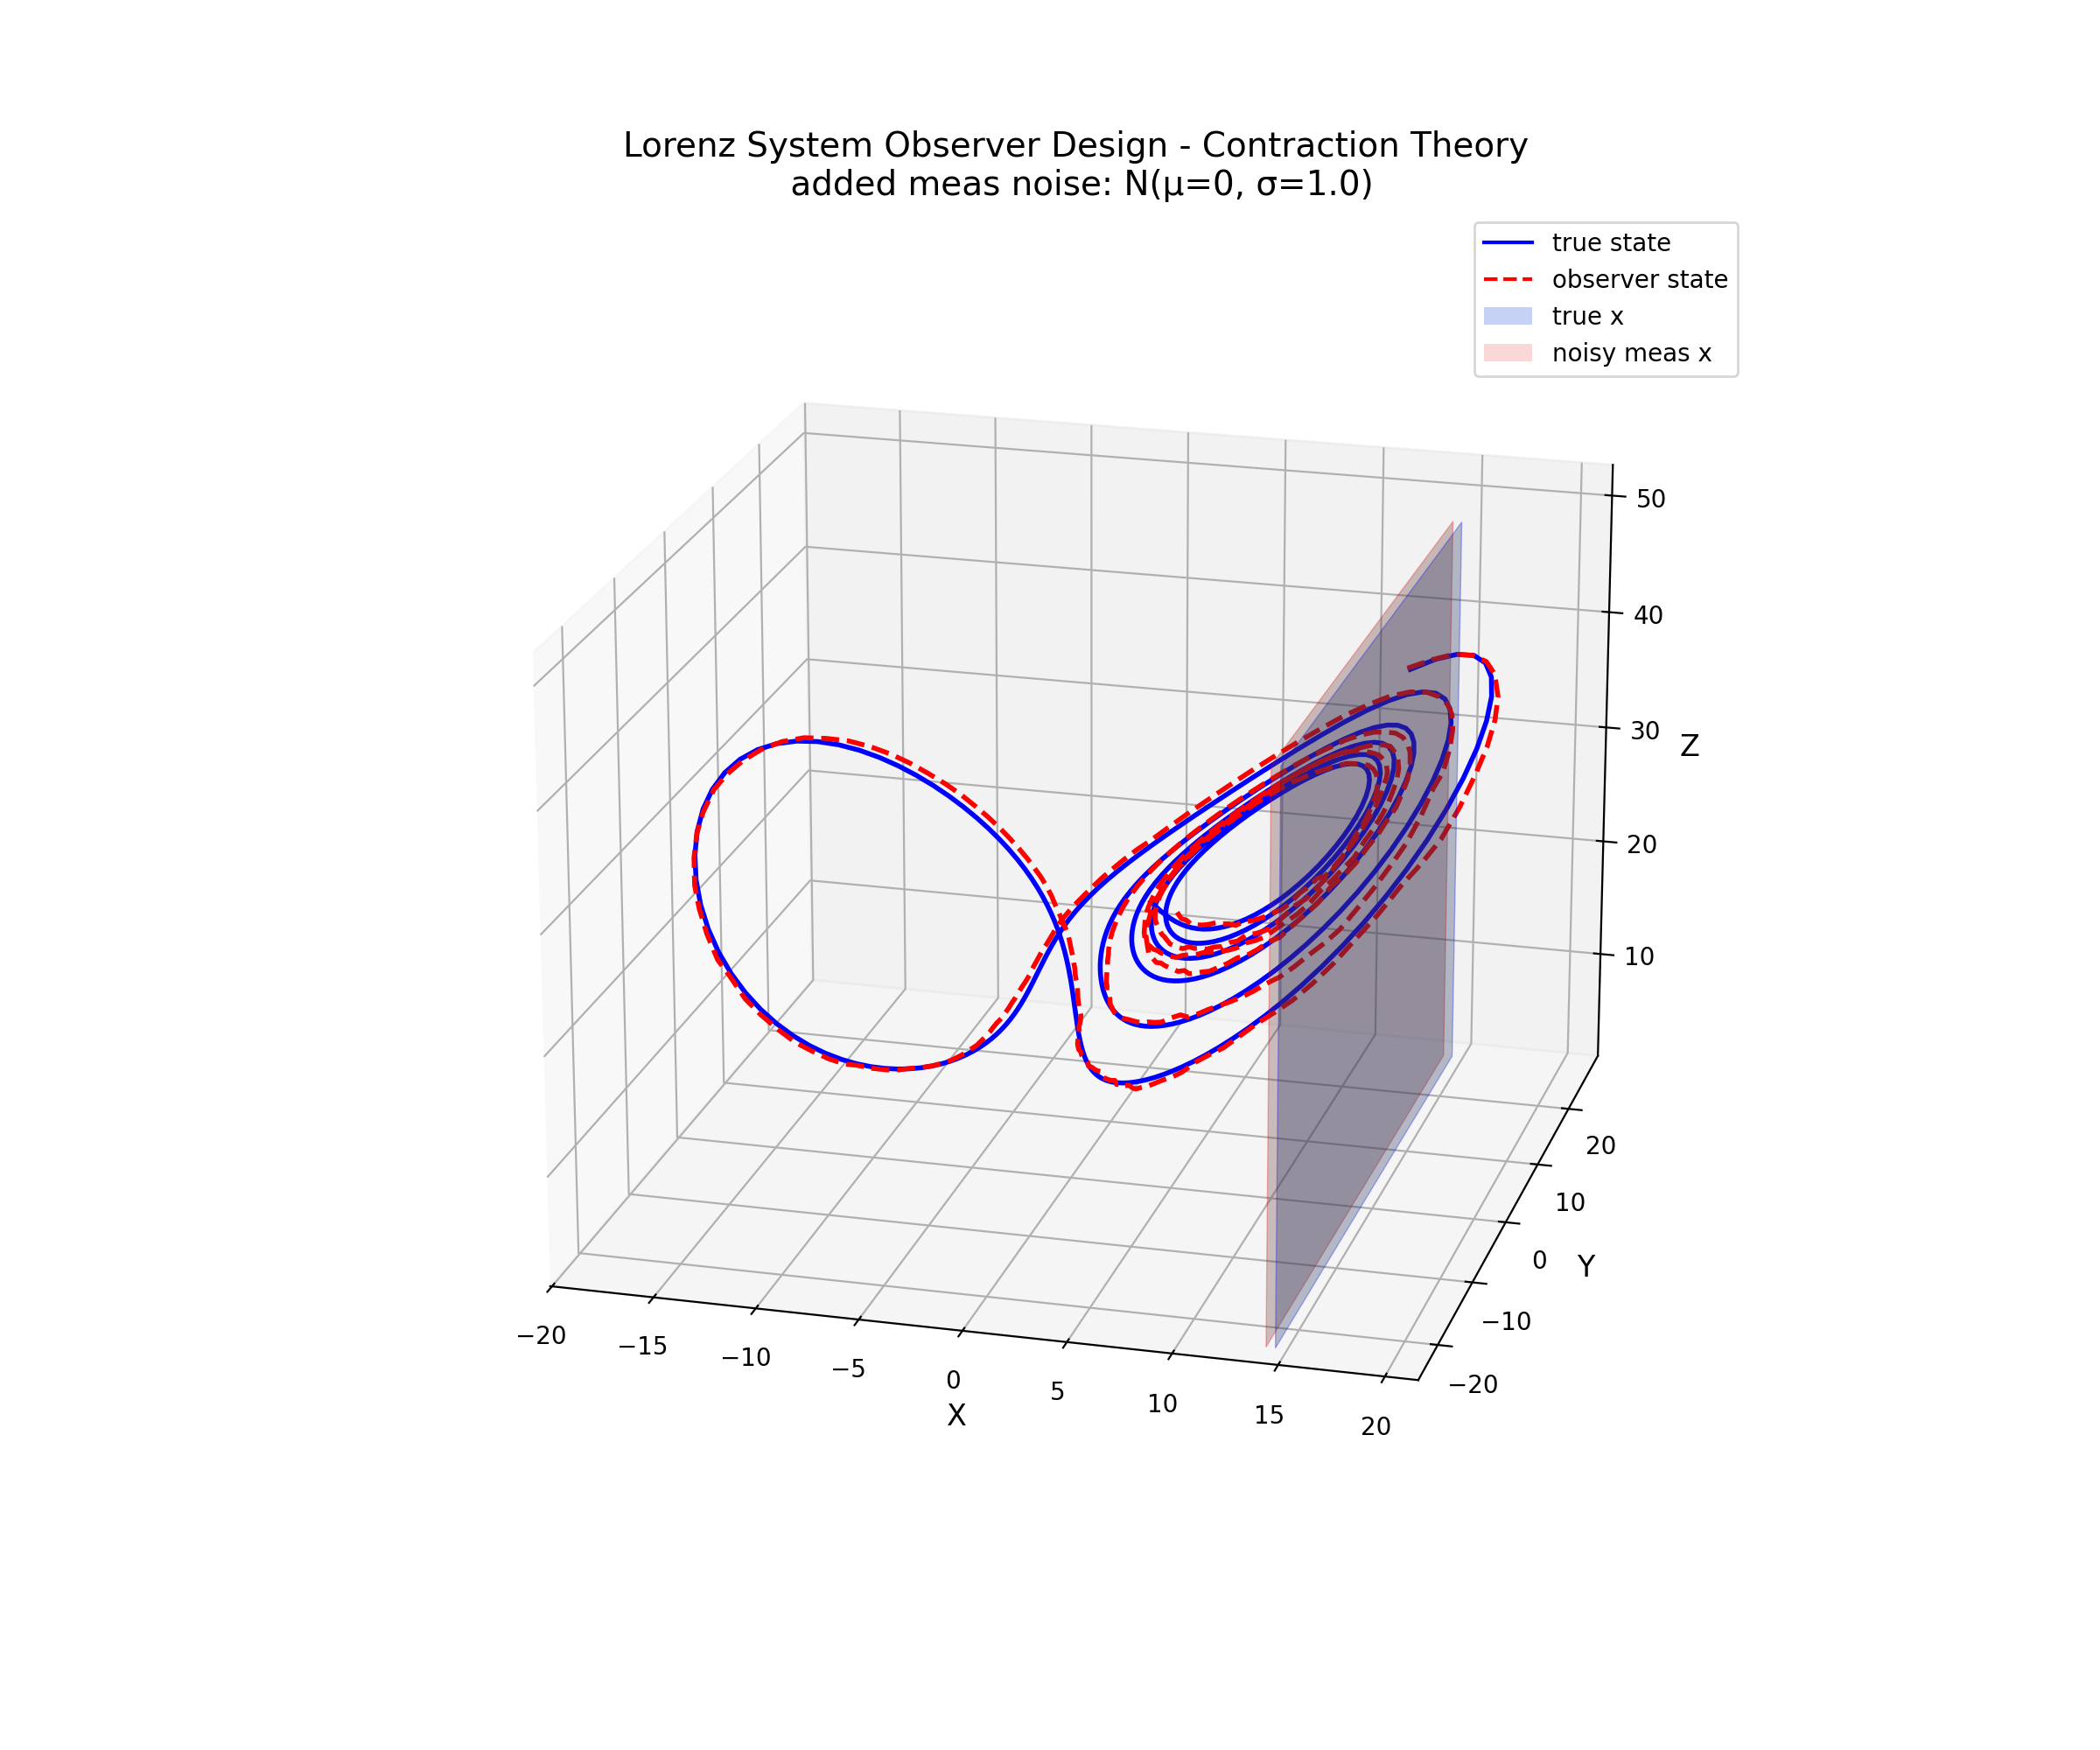 Lorenz System Observer Design - Contraction Theory
added meas noise: N(μ=0, σ=1.0)
true state
observer state
true x
noisy meas x
50
40
30
Z
20
10
20
10
0
Y
−10
−20
−20
−15
−10
−5
0
5
10
15
20
X